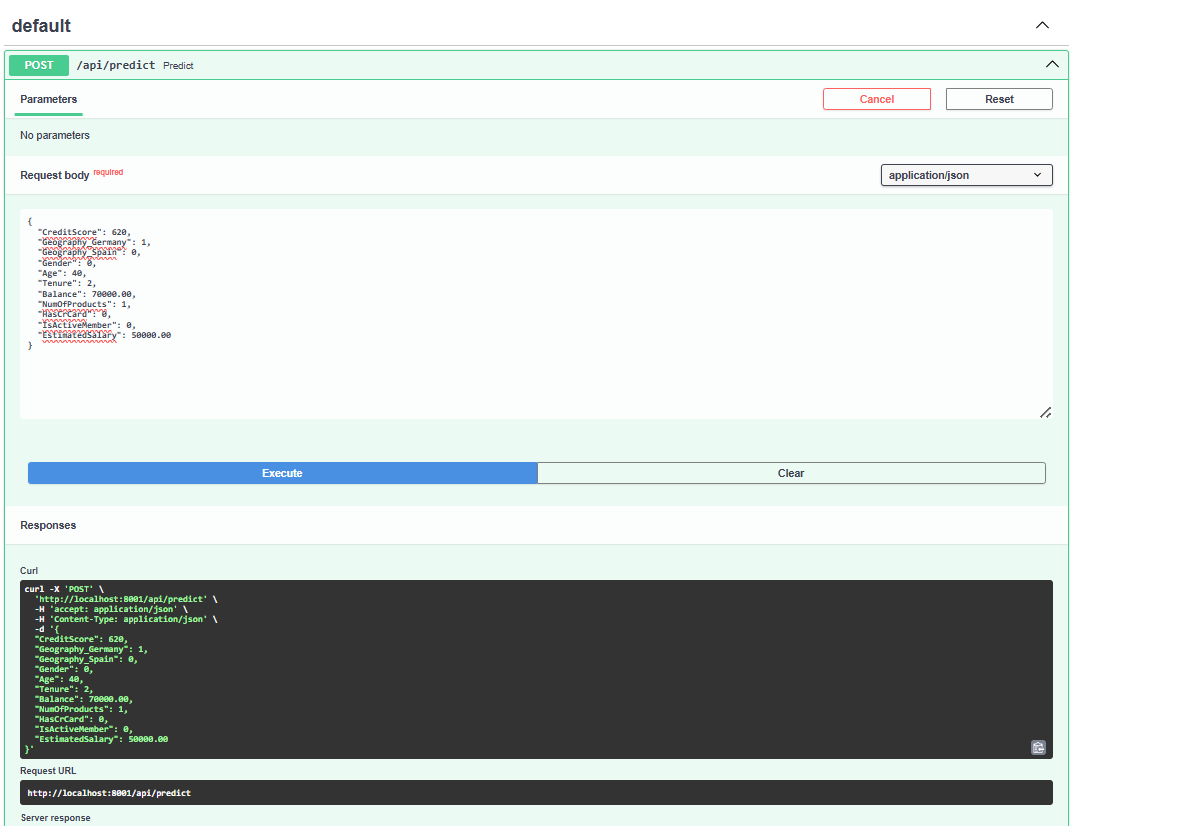 default
POST /api/predict Predict
Parameters
Cancel
Reset
No parameters
Request body required
application/json
{
"CreditScore": 620,
"Geography_Germany": 1,
"Geography_Spain": 0,
"Gender": 0,
"Age": 40,
"Tenure": 2,
"Balance": 70000.00,
"NumOfProducts": 1,
"HasCrCard": 0,
"IsActiveMember": 0,
"EstimatedSalary": 50000.00
}
Execute
Clear
Responses
Curl
curl -X 'POST' \
'http://localhost:8001/api/predict' \
-H 'accept: application/json' \
-H 'Content-Type: application/json' \
-d '{
"CreditScore": 620,
"Geography_Germany": 1,
"Geography_Spain": 0,
"Gender": 0,
"Age": 40,
"Tenure": 2,
"Balance": 70000.00,
"NumOfProducts": 1,
"HasCrCard": 0,
"IsActiveMember": 0,
"EstimatedSalary": 50000.00
}'
Request URL
http://localhost:8001/api/predict
Server response